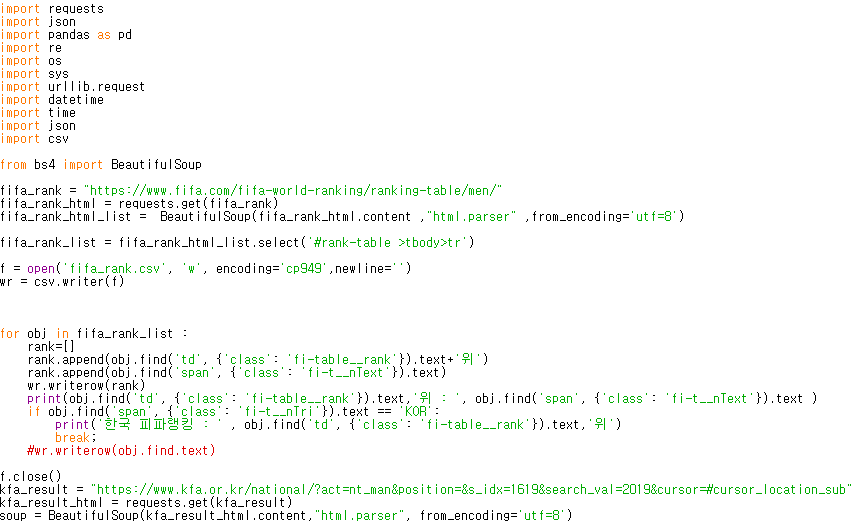 import requests
import json
import pandas as pd
import re
import os
import sys
import urllib.request
import datetime
import time
import json
import csv
from bs4 import BeautifulSoup
fifa_rank = "https://www.fifa.com/fifa-world-ranking/ranking-table/men/"
fifa_rank_html = requests.get(fifa_rank)
fifa_rank_html_list =  BeautifulSoup(fifa_rank_html.content ,"html.parser" ,from_encoding='utf=8')
fifa_rank_list = fifa_rank_html_list.select('#rank-table >tbody>tr')
f = open('fifa_rank.csv', 'w', encoding='cp949',newline='')
wr = csv.writer(f)
for obj in fifa_rank_list :
    rank=[]
    rank.append(obj.find('td', {'class': 'fi-table__rank'}).text+'위')
    rank.append(obj.find('span', {'class': 'fi-t__nText'}).text)
    wr.writerow(rank)
    print(obj.find('td', {'class': 'fi-table__rank'}).text,'위 : ', obj.find('span', {'class': 'fi-t__nText'}).text )
    if obj.find('span', {'class': 'fi-t__nTri'}).text == 'KOR':
        print('한국 피파랭킹 : ' , obj.find('td', {'class': 'fi-table__rank'}).text,'위')
        break;
    #wr.writerow(obj.find.text)
f.close()
kfa_result = "https://www.kfa.or.kr/national/?act=nt_man&position=&s_idx=1619&search_val=2019&cursor=#cursor_location_sub"
kfa_result_html = requests.get(kfa_result)
soup = BeautifulSoup(kfa_result_html.content,"html.parser", from_encoding='utf=8')